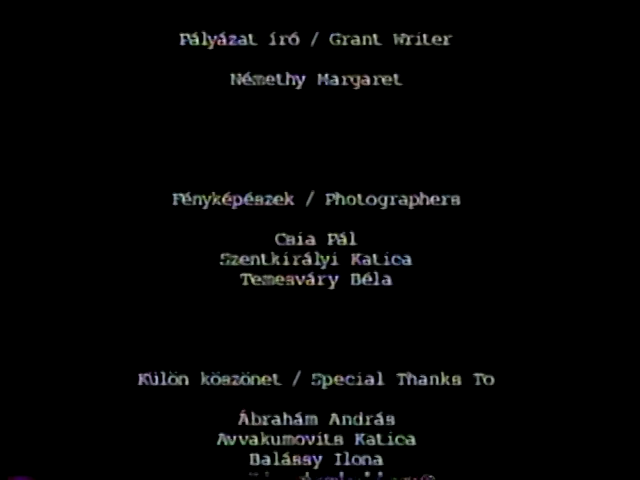 Pályázat író / Grant Writer
Némethy Margaret
Fényképészek / Photographers
Csia Pál
Szentkirályi Katica
Temesváry Béla
Külön köszönet / Special Thanks To
Ábrahám András
Avvakumovits Katica
Balássy Ilona